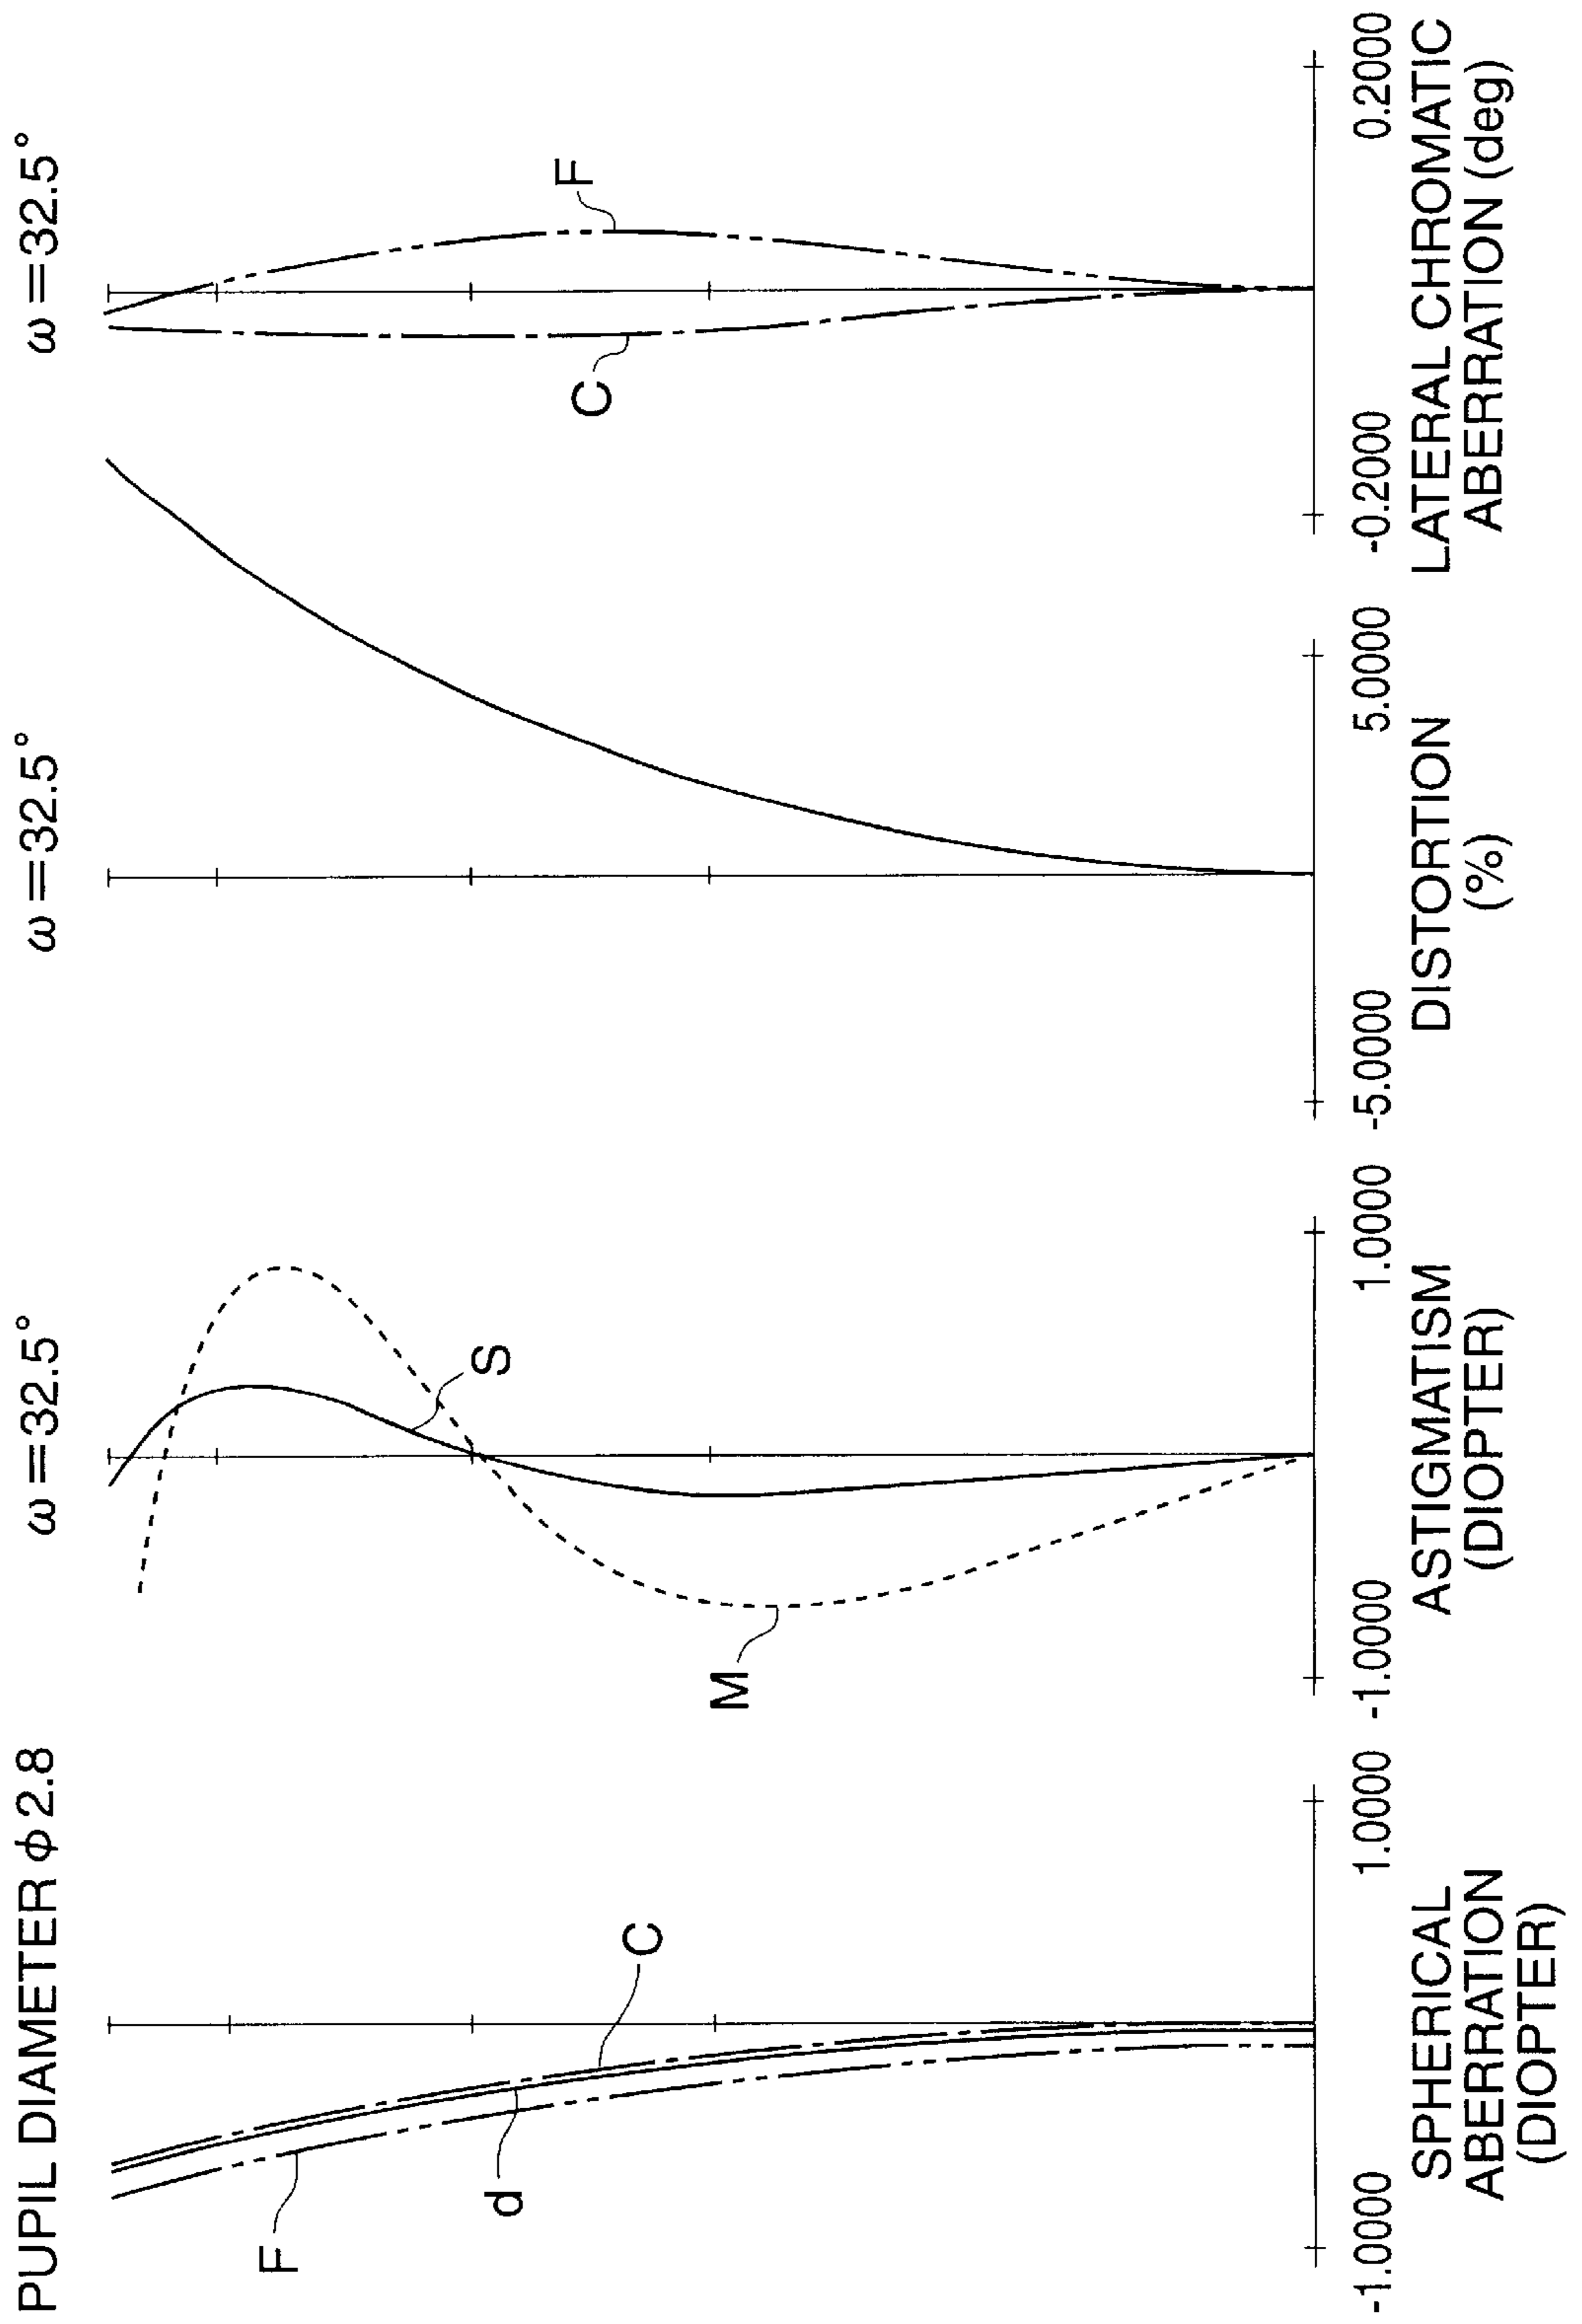 PUPIL DIAMETER ϕ2.8
F
d
C
-1.0000
1.0000
SPHERICAL
ABERRATION
(DIOPTER)
ω=32.5°
M
S
-1.0000
1.0000
ASTIGMATISM
(DIOPTER)
ω=32.5°
-5.0000
5.0000
DISTORTION
(%)
ω=32.5°
C
F
-0.2000
0.2000
LATERAL CHROMATIC
ABERRATION (deg)